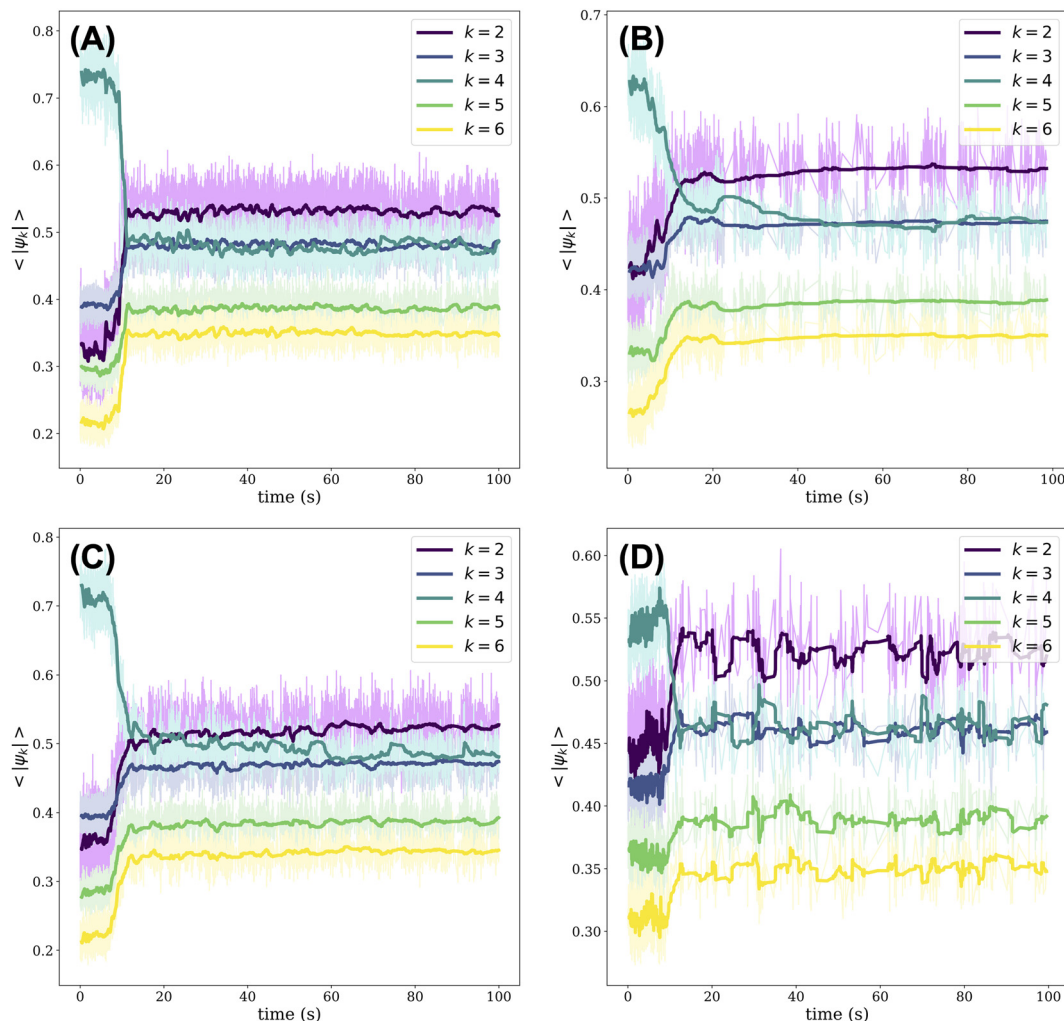 (A)
k = 2
k = 3
k = 4
k = 5
k = 6
0.8
0.7
0.6
0.5
0.4
0.3
0.2
< |ψk| >
0 20 40 60 80 100
time (s)
(B)
k = 2
k = 3
k = 4
k = 5
k = 6
0.7
0.6
0.5
0.4
0.3
< |ψk| >
0 20 40 60 80 100
time (s)
(C)
k = 2
k = 3
k = 4
k = 5
k = 6
0.8
0.7
0.6
0.5
0.4
0.3
0.2
< |ψk| >
0 20 40 60 80 100
time (s)
(D)
k = 2
k = 3
k = 4
k = 5
k = 6
0.60
0.55
0.50
0.45
0.40
0.35
0.30
< |ψk| >
0 20 40 60 80 100
time (s)